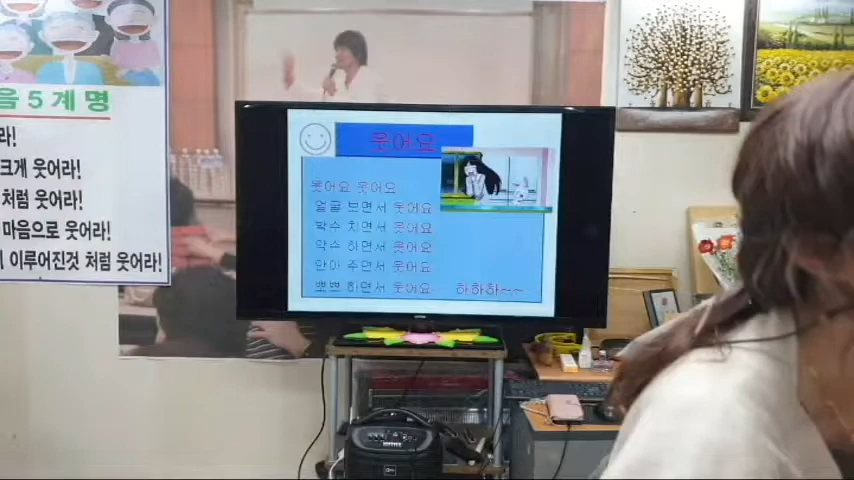 음 5계명
라!
크게 웃어라!
처럼 웃어라!
마음으로 웃어라!
이루어진것 처럼 웃어라!
웃어요
웃어요 웃어요
얼굴 보면서 웃어요
박수 치면서 웃어요
악수 하면서 웃어요
안아 주면서 웃어요
뽀뽀 하면서 웃어요 하하하~~